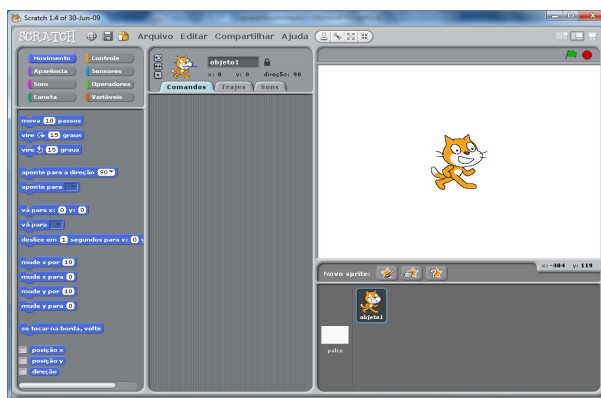 Scratch 1.4 of 30-Jun-09
SCRATCH Arquivo Editar Compartilhar Ajuda
Movimento Controle
Aparência Sensores
Som Operadores
Caneta Variáveis
mova 10 passos
vire 15 graus
vire 15 graus
aponte para a direção 90
aponte para
vá para x: 0 y: 0
vá para
deslize em 1 segundos para x: 0 y
mude x por 10
mude x para 0
mude y por 10
mude y para 0
se tocar na borda, volte
posição x
posição y
direção
objeto1
x: 0 y: 0 direção: 90
Comandos Trajes Sons
x: -404 y: 119
Novo sprite:
objeto1
palco